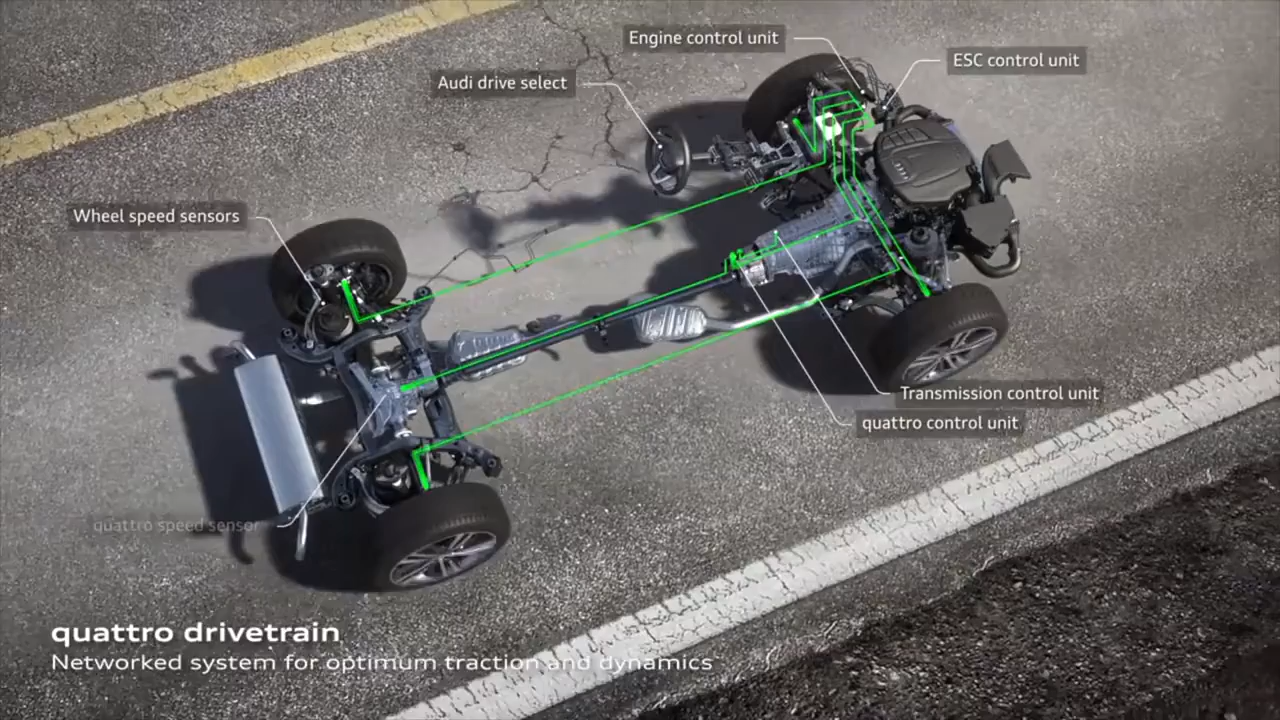 Engine control unit
ESC control unit
Audi drive select
Wheel speed sensors
Transmission control unit
quattro control unit
quattro speed sensor
quattro drivetrain
Networked system for optimum traction and dynamics